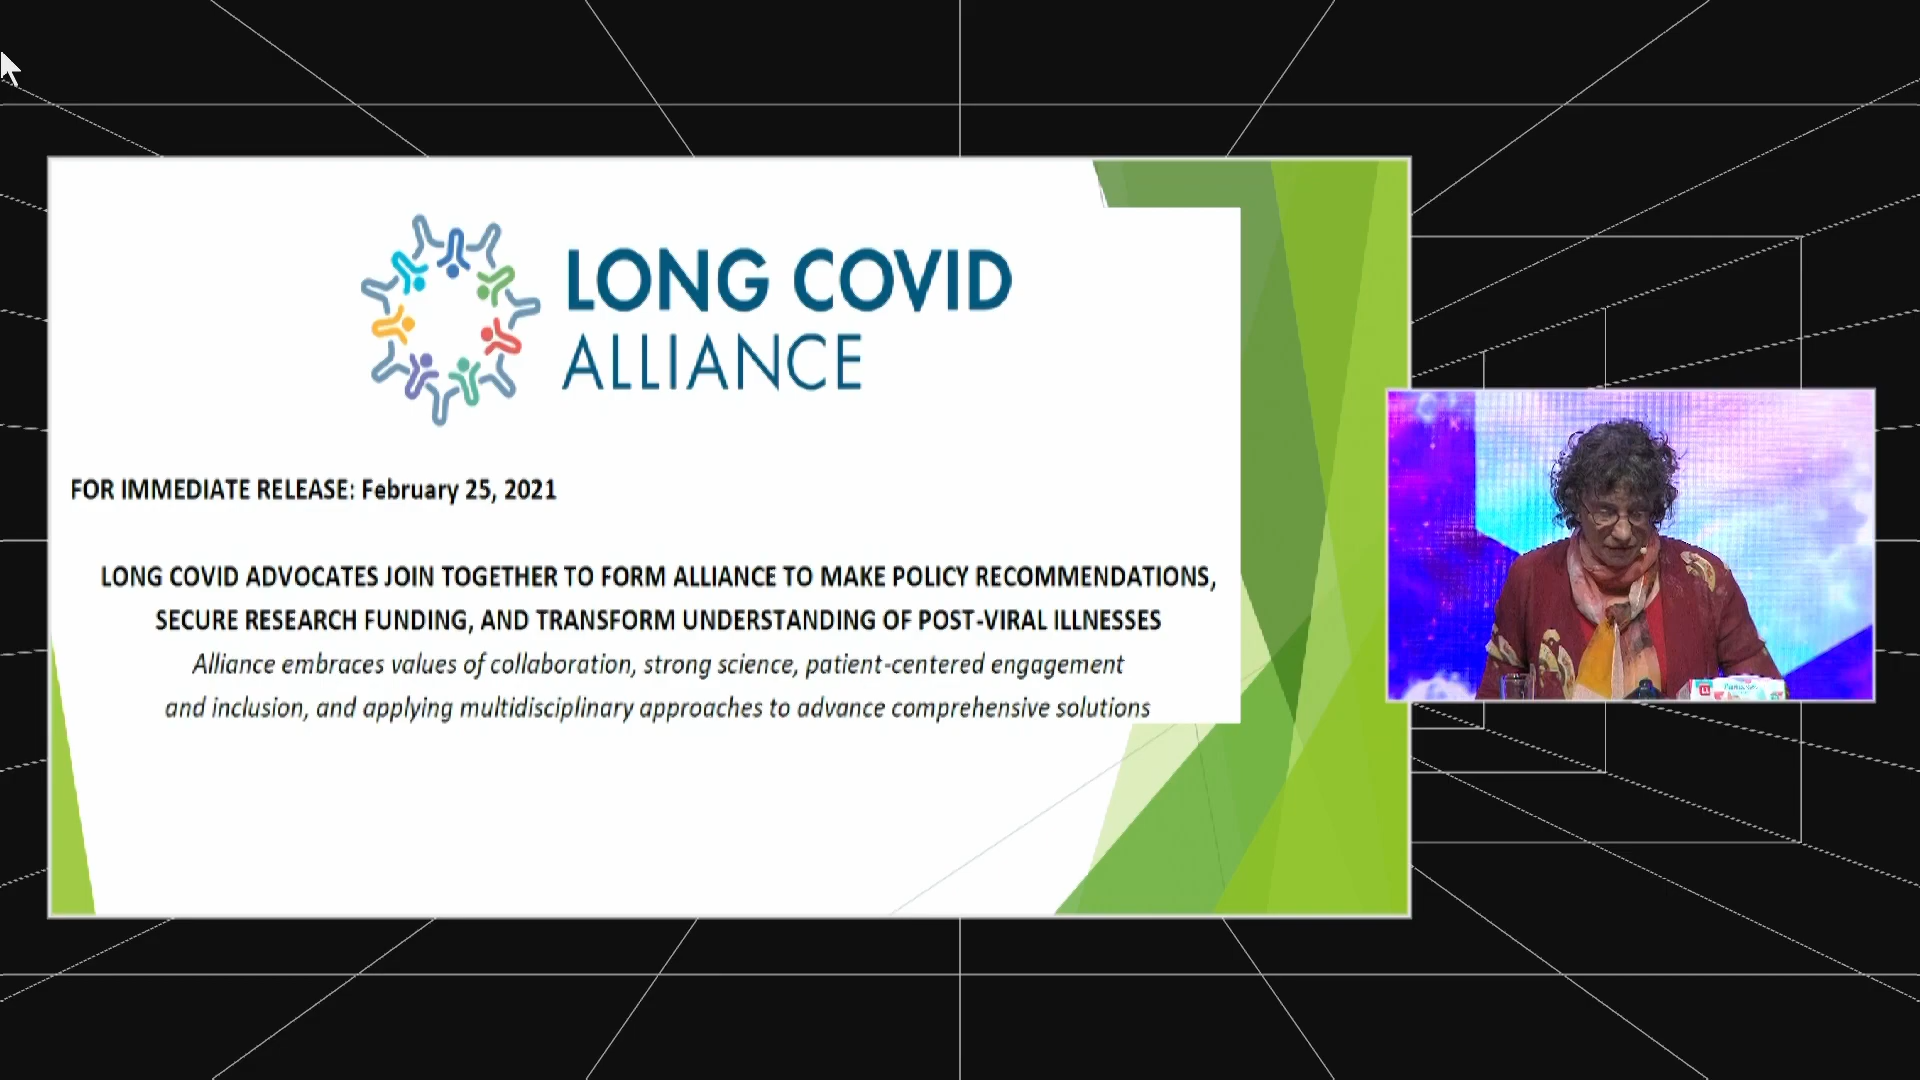 LONG COVID
ALLIANCE
FOR IMMEDIATE RELEASE: February 25, 2021
LONG COVID ADVOCATES JOIN TOGETHER TO FORM ALLIANCE TO MAKE POLICY RECOMMENDATIONS,
SECURE RESEARCH FUNDING, AND TRANSFORM UNDERSTANDING OF POST-VIRAL ILLNESSES
Alliance embraces values of collaboration, strong science, patient-centered engagement
and inclusion, and applying multidisciplinary approaches to advance comprehensive solutions